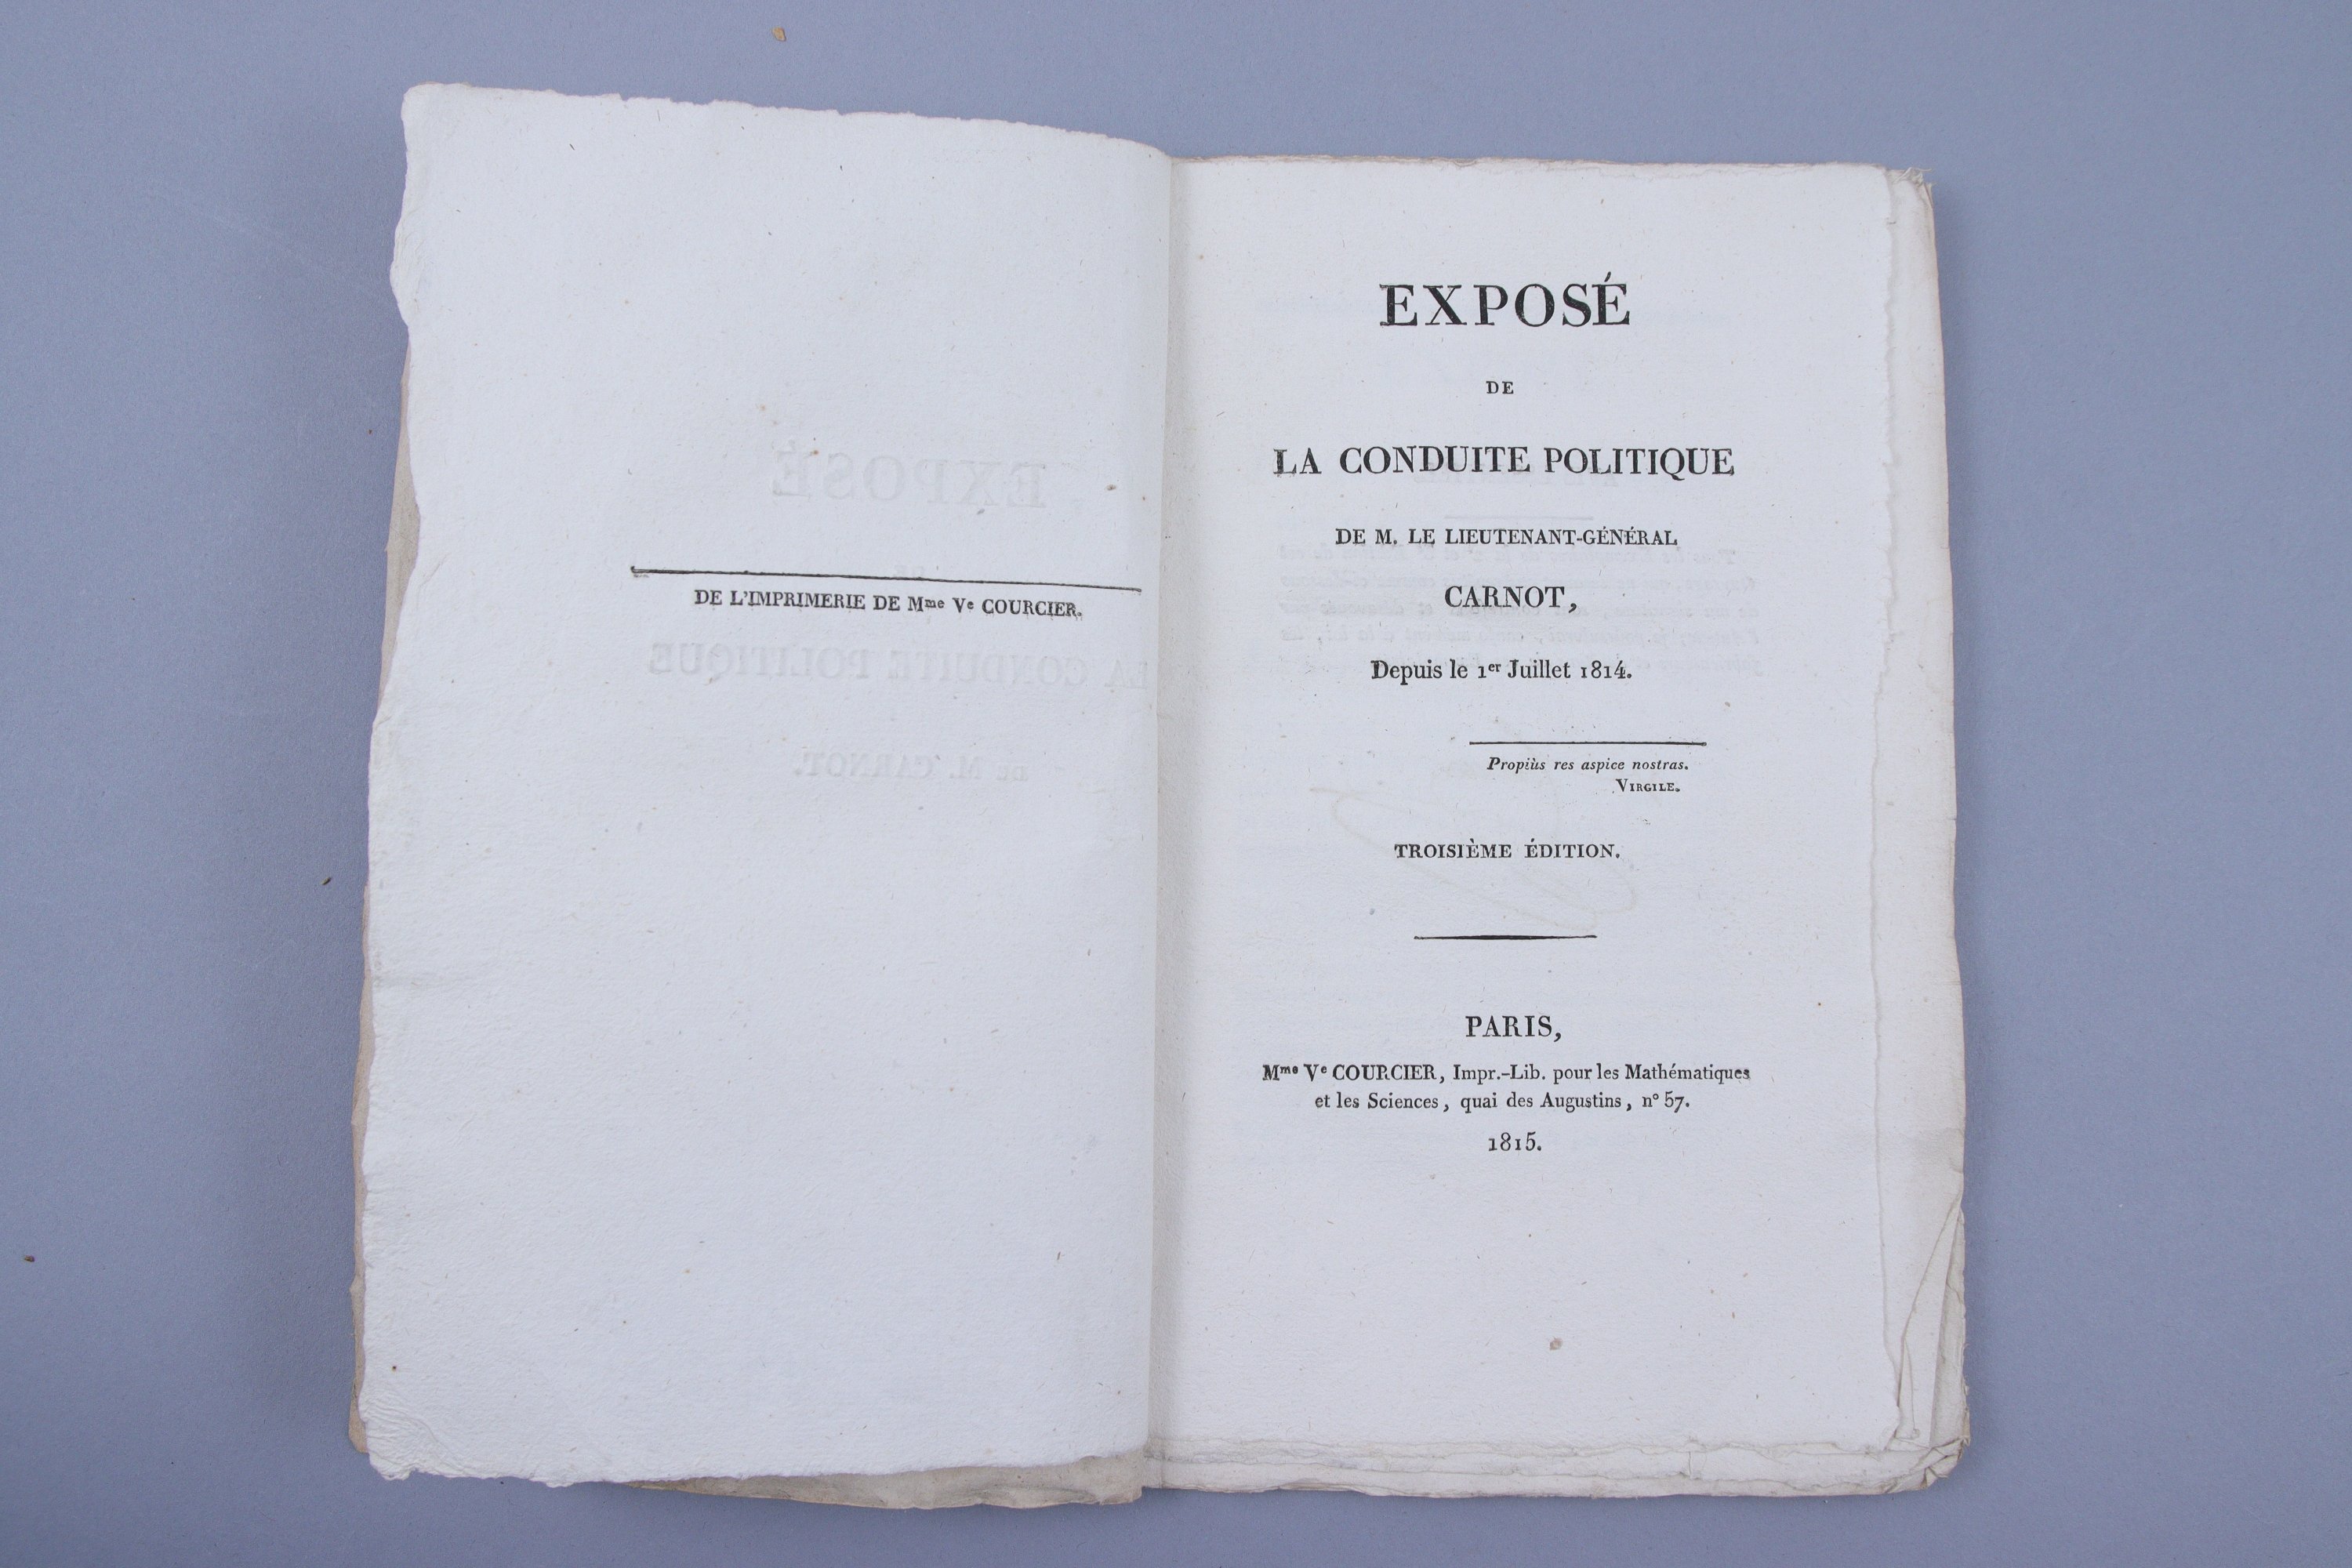 DE L'IMPRIMERIE DE Mme Ve COURCIER.
EXPOSÉ
DE
LA CONDUITE POLITIQUE
DE M. LE LIEUTENANT-GÉNÉRAL
CARNOT,
Depuis le 1er Juillet 1814.
Propiùs res aspice nostras.
VIRGILE.
TROISIÈME ÉDITION.
PARIS,
Mme Ve COURCIER, Impr.-Lib. pour les Mathématiques
et les Sciences, quai des Augustins, n° 57.
1815.